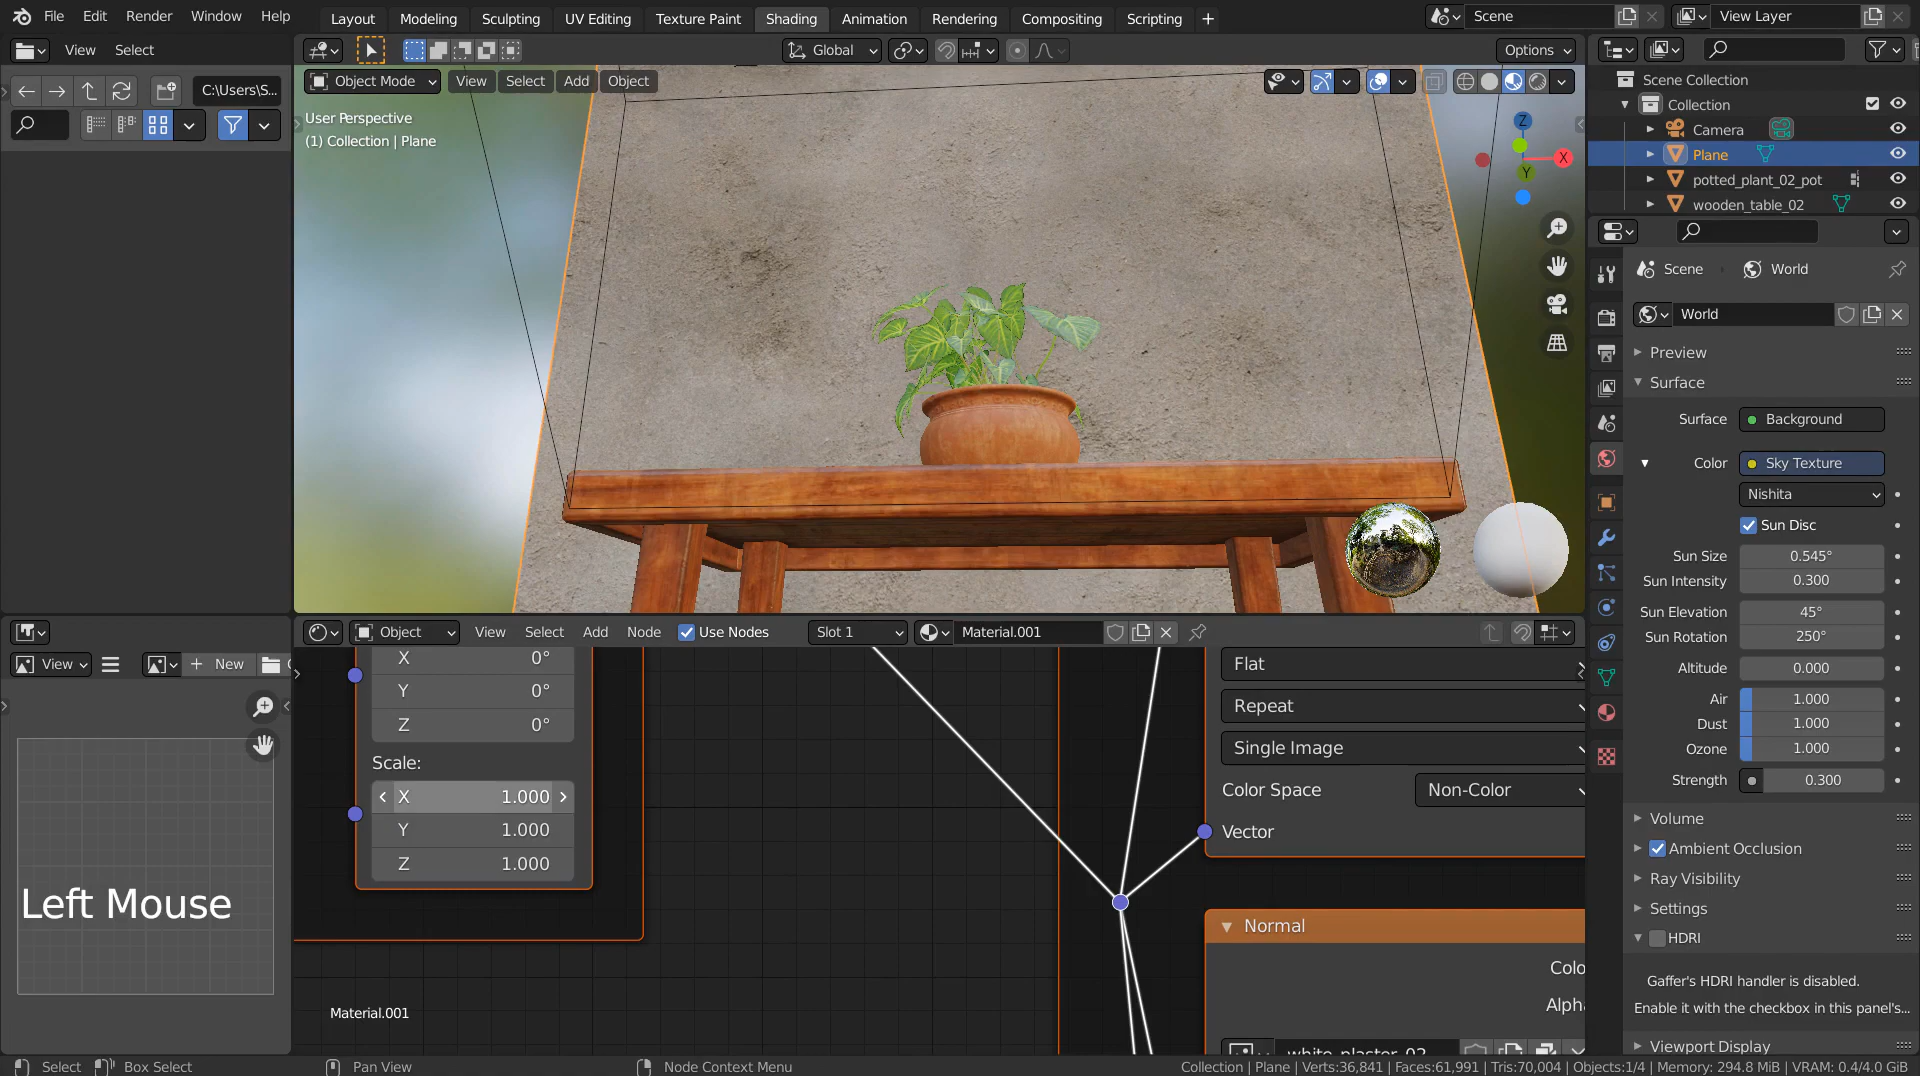 File Edit Render Window Help
Layout Modeling Sculpting UV Editing Texture Paint Shading Animation Rendering Compositing Scripting +
Scene
View Layer
View Select
C:\Users\S...
Global
Options
Object Mode View Select Add Object
User Perspective
(1) Collection | Plane
Z
X
Y
Scene Collection
Collection
Camera
Plane
potted_plant_02_pot
wooden_table_02
Scene World
World
Preview
Surface
Surface Background
Color Sky Texture
Nishita
Sun Disc
Sun Size 0.545°
Sun Intensity 0.300
Sun Elevation 45°
Sun Rotation 250°
Altitude 0.000
Air 1.000
Dust 1.000
Ozone 1.000
Strength 0.300
Volume
Ambient Occlusion
Ray Visibility
Settings
HDRI
Gaffer's HDRI handler is disabled.
Enable it with the checkbox in this panel's...
Viewport Display
View
New
Left Mouse
Object View Select Add Node Use Nodes Slot 1 Material.001
X 0°
Y 0°
Z 0°
Scale:
X 1.000
Y 1.000
Z 1.000
Flat
Repeat
Single Image
Color Space Non-Color
Vector
Normal
Colo
Alpha
white_plaster_02
Material.001
Select Box Select Pan View Node Context Menu
Collection | Plane | Verts:36,841 | Faces:61,991 | Tris:70,004 | Objects:1/4 | Memory: 294.8 MiB | VRAM: 0.4/4.0 GiB